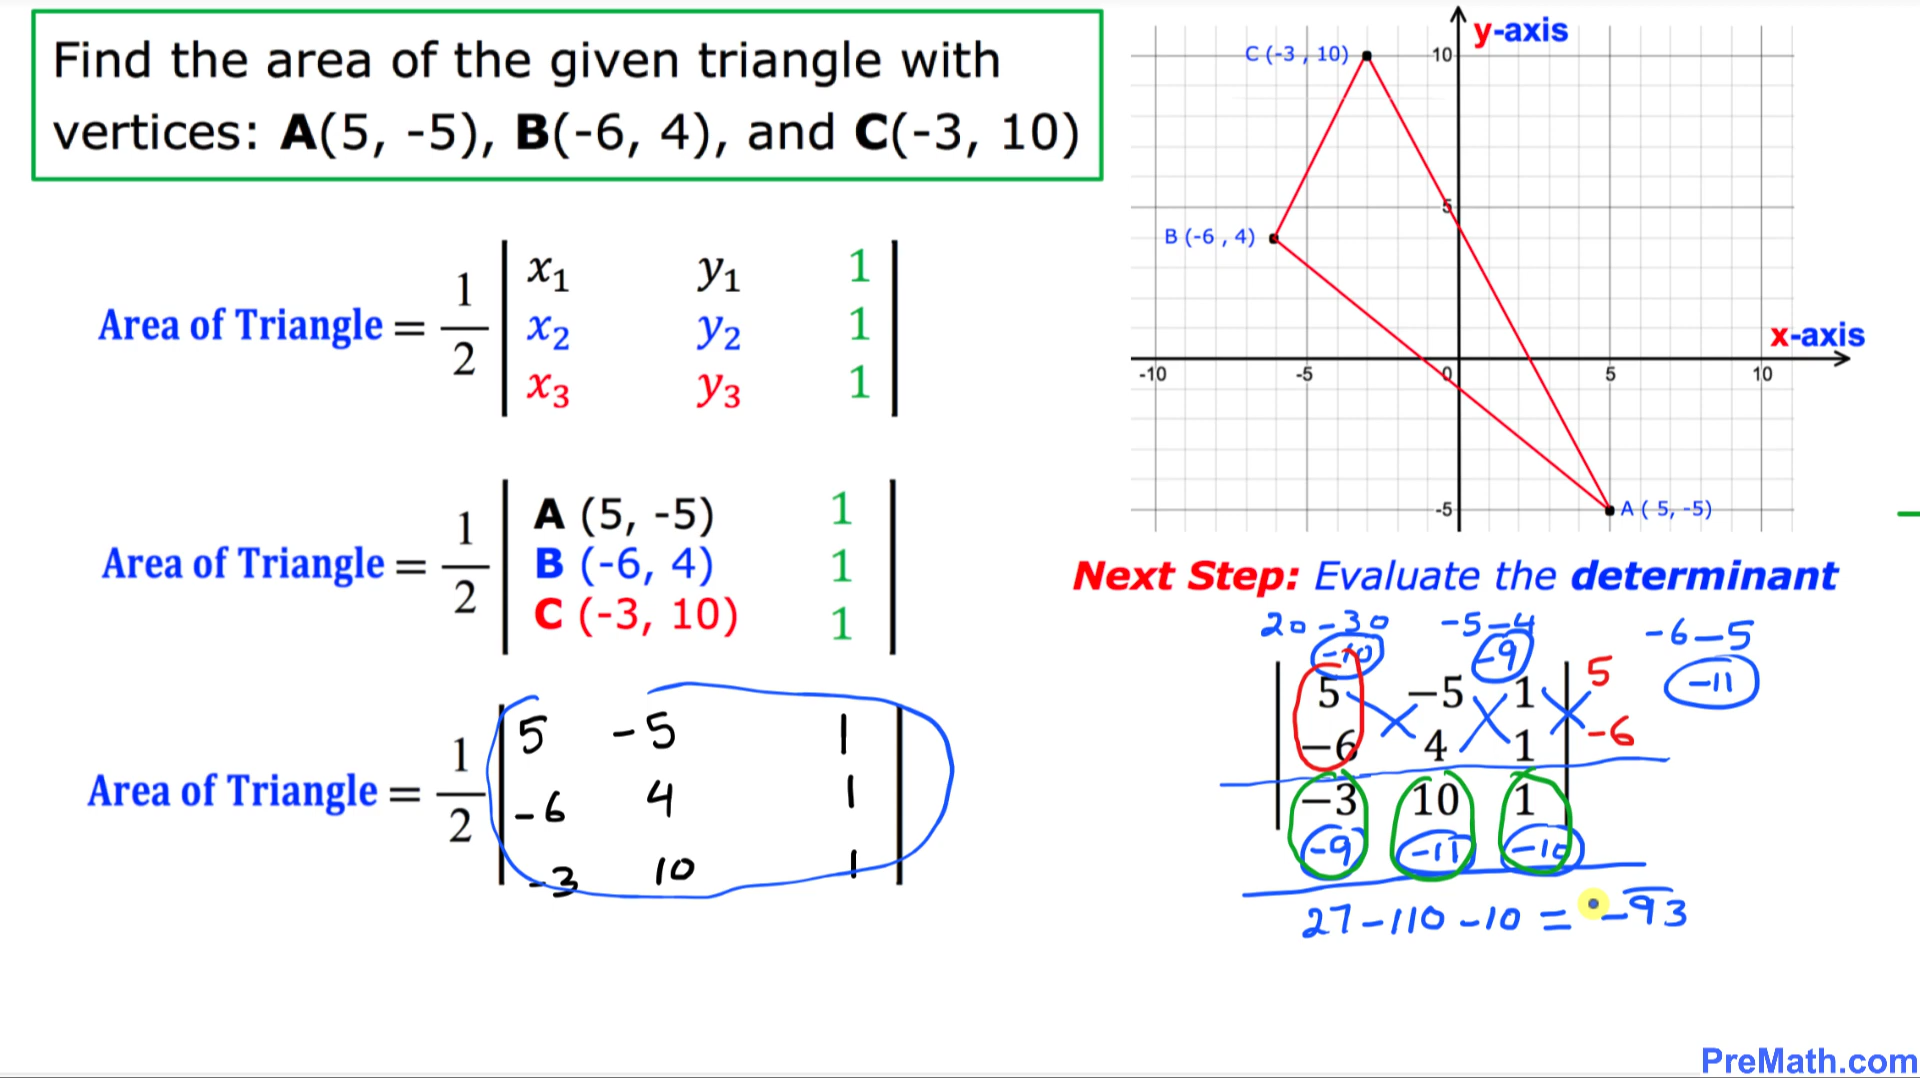 Find the area of the given triangle with
vertices: A(5, -5), B(-6, 4), and C(-3, 10)
Area of Triangle = 1/2 | x₁ y₁ 1 |
x₂ y₂ 1
x₃ y₃ 1
Area of Triangle = 1/2 | A (5, -5) 1 |
B (-6, 4) 1
C (-3, 10) 1
Area of Triangle = 1/2 | 5 -5 1 |
-6 4 1
-3 10 1
y-axis
C (-3 , 10)
10
5
B (-6 , 4)
x-axis
-10 -5 0 5 10
-5
A ( 5, -5)
Next Step: Evaluate the determinant
20-30 -5-4 -6-5
-10 -9 -11
5 -5 1 5
-6 4 1 -6
-3 10 1
-9 -11 -10
27-110-10 = -93
PreMath.com